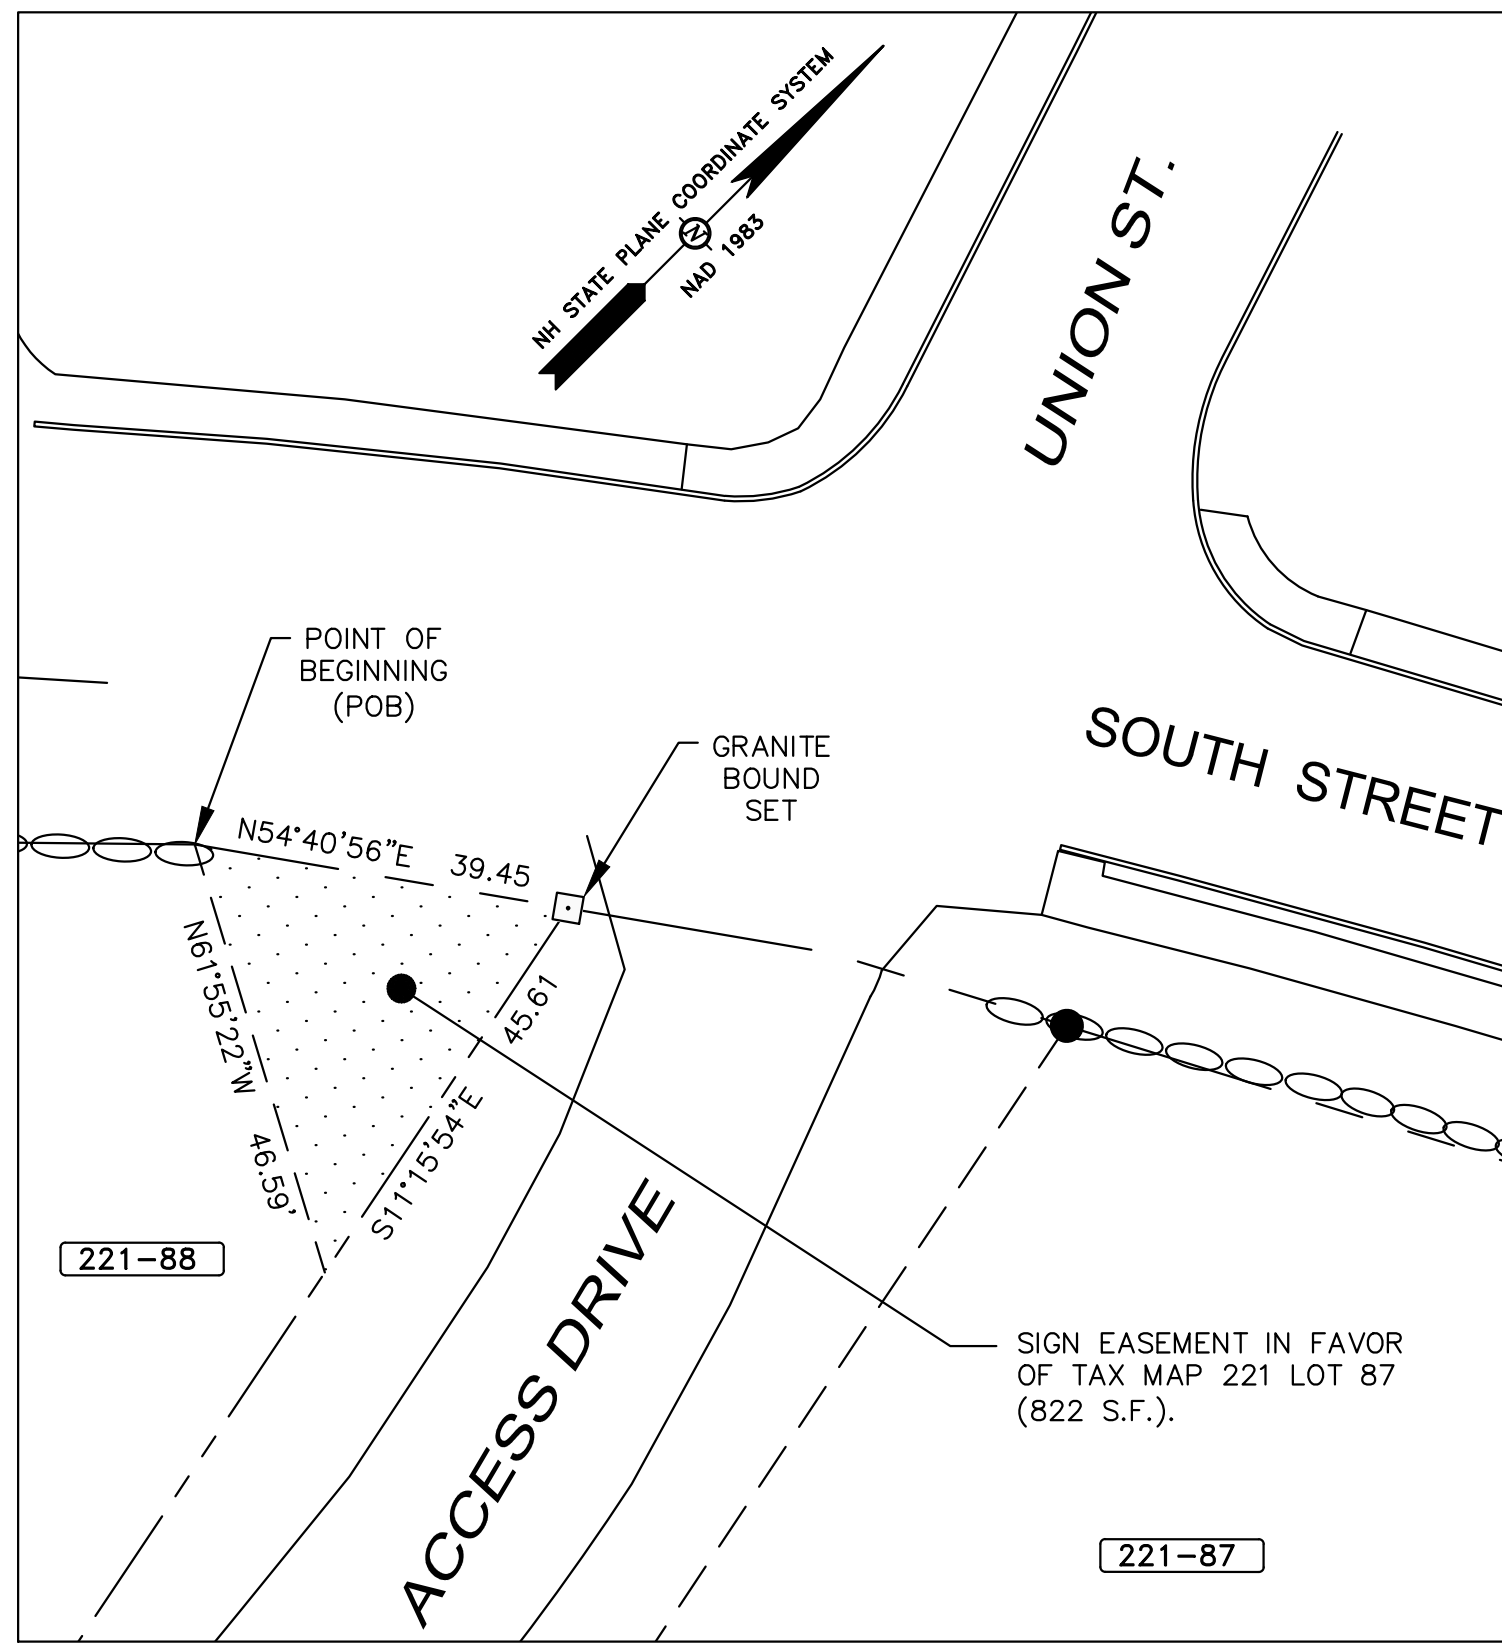 NH STATE PLANE COORDINATE SYSTEM
N
NAD 1983
UNION ST.
POINT OF
BEGINNING
(POB)
GRANITE
BOUND
SET
SOUTH STREET
N54°40'56"E 39.45
N61°55'22"W 46.59'
45.61
S11°15'54"E
221-88
ACCESS DRIVE
SIGN EASEMENT IN FAVOR
OF TAX MAP 221 LOT 87
(822 S.F.).
221-87